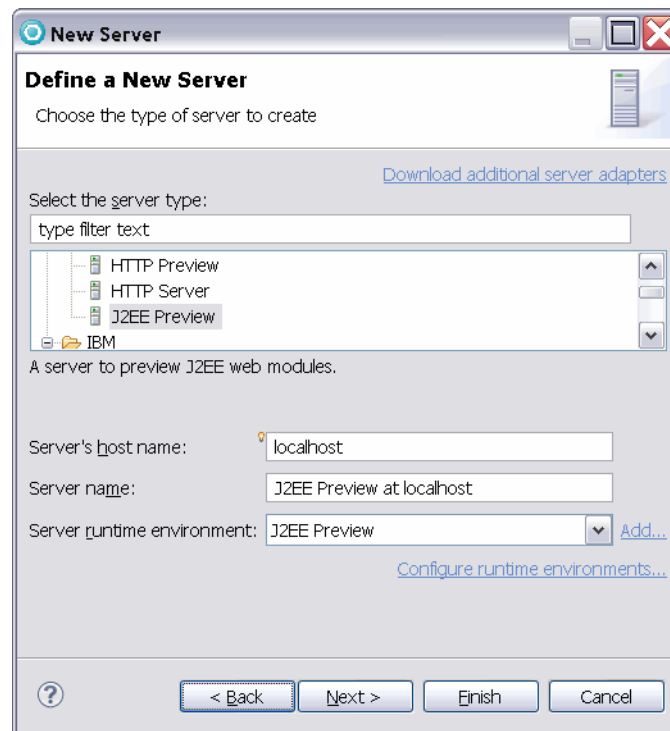 New Server
Define a New Server
Choose the type of server to create
Download additional server adapters
Select the server type:
type filter text
HTTP Preview
HTTP Server
J2EE Preview
IBM
A server to preview J2EE web modules.
Server's host name: localhost
Server name: J2EE Preview at localhost
Server runtime environment: J2EE Preview Add...
Configure runtime environments...
? < Back Next > Finish Cancel